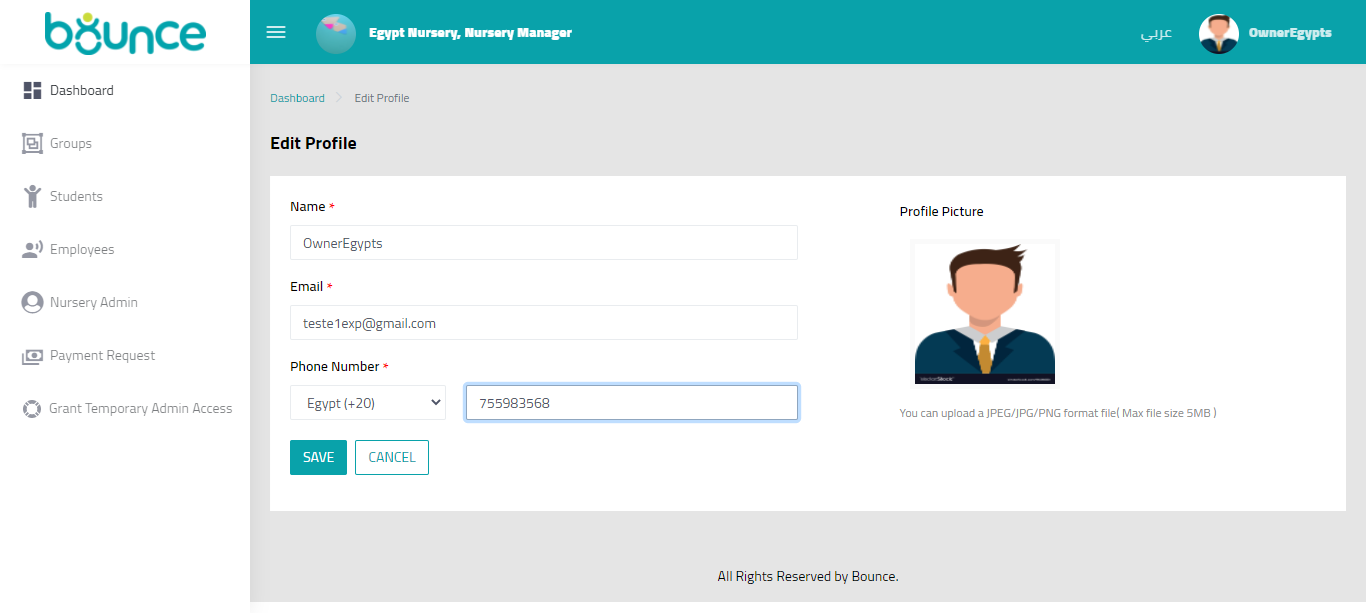 bounce
Egypt Nursery, Nursery Manager
عربي
OwnerEgypts
Dashboard
Groups
Students
Employees
Nursery Admin
Payment Request
Grant Temporary Admin Access
Dashboard
Edit Profile
Edit Profile
Name *
OwnerEgypts
Email *
teste1exp@gmail.com
Phone Number *
Egypt (+20)
755983568
SAVE
CANCEL
Profile Picture
VectorStock
You can upload a JPEG/JPG/PNG format file( Max file size 5MB )
All Rights Reserved by Bounce.